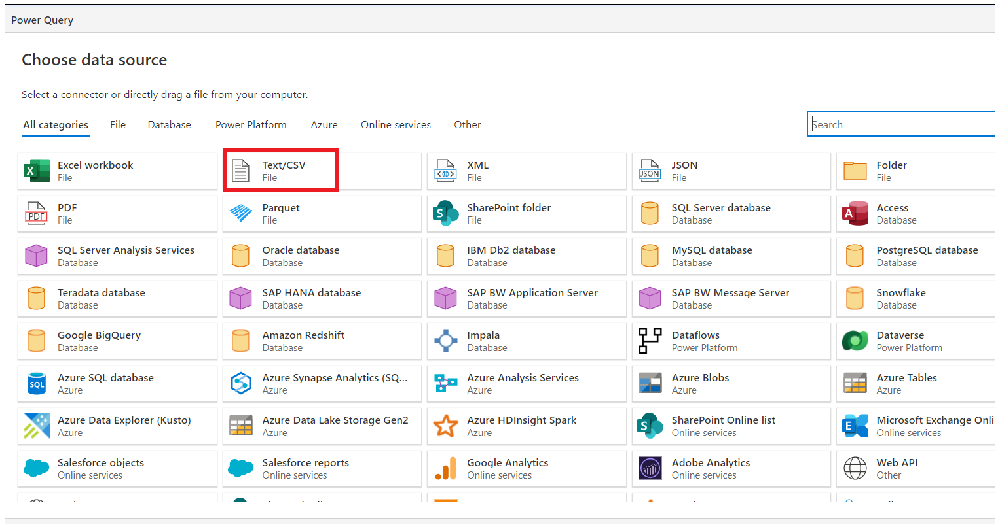 Power Query
Choose data source
Select a connector or directly drag a file from your computer.
All categories File Database Power Platform Azure Online services Other Search
Excel workbook Text/CSV XML JSON Folder
File File File File File
PDF Parquet SharePoint folder SQL Server database Access
File File File Database Database
SQL Server Analysis Services Oracle database IBM Db2 database MySQL database PostgreSQL database
Database Database Database Database Database
Teradata database SAP HANA database SAP BW Application Server SAP BW Message Server Snowflake
Database Database Database Database Database
Google BigQuery Amazon Redshift Impala Dataflows Dataverse
Database Database Database Power Platform Power Platform
Azure SQL database Azure Synapse Analytics (SQ... Azure Analysis Services Azure Blobs Azure Tables
Azure Azure Azure Azure Azure
Azure Data Explorer (Kusto) Azure Data Lake Storage Gen2 Azure HDInsight Spark SharePoint Online list Microsoft Exchange Onli
Azure Azure Azure Online services Online services
Salesforce objects Salesforce reports Google Analytics Adobe Analytics Web API
Online services Online services Online services Online services Other